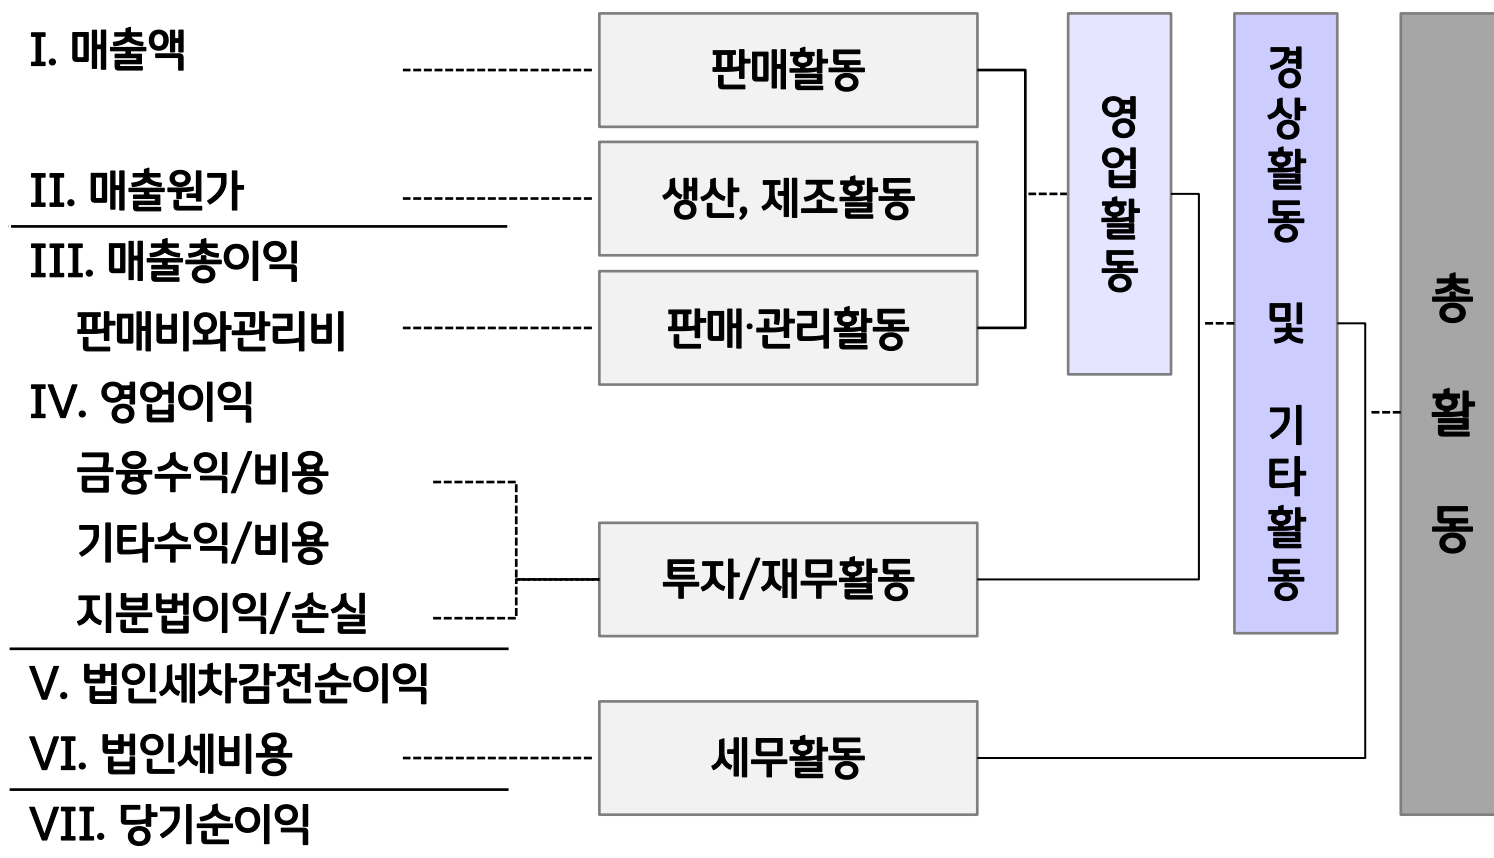 I. 매출액
II. 매출원가
III. 매출총이익
판매비와관리비
IV. 영업이익
금융수익/비용
기타수익/비용
지분법이익/손실
V. 법인세차감전순이익
VI. 법인세비용
VII. 당기순이익
판매활동
생산, 제조활동
판매·관리활동
투자/재무활동
세무활동
영업활동
경상활동 및 기타활동
총활동